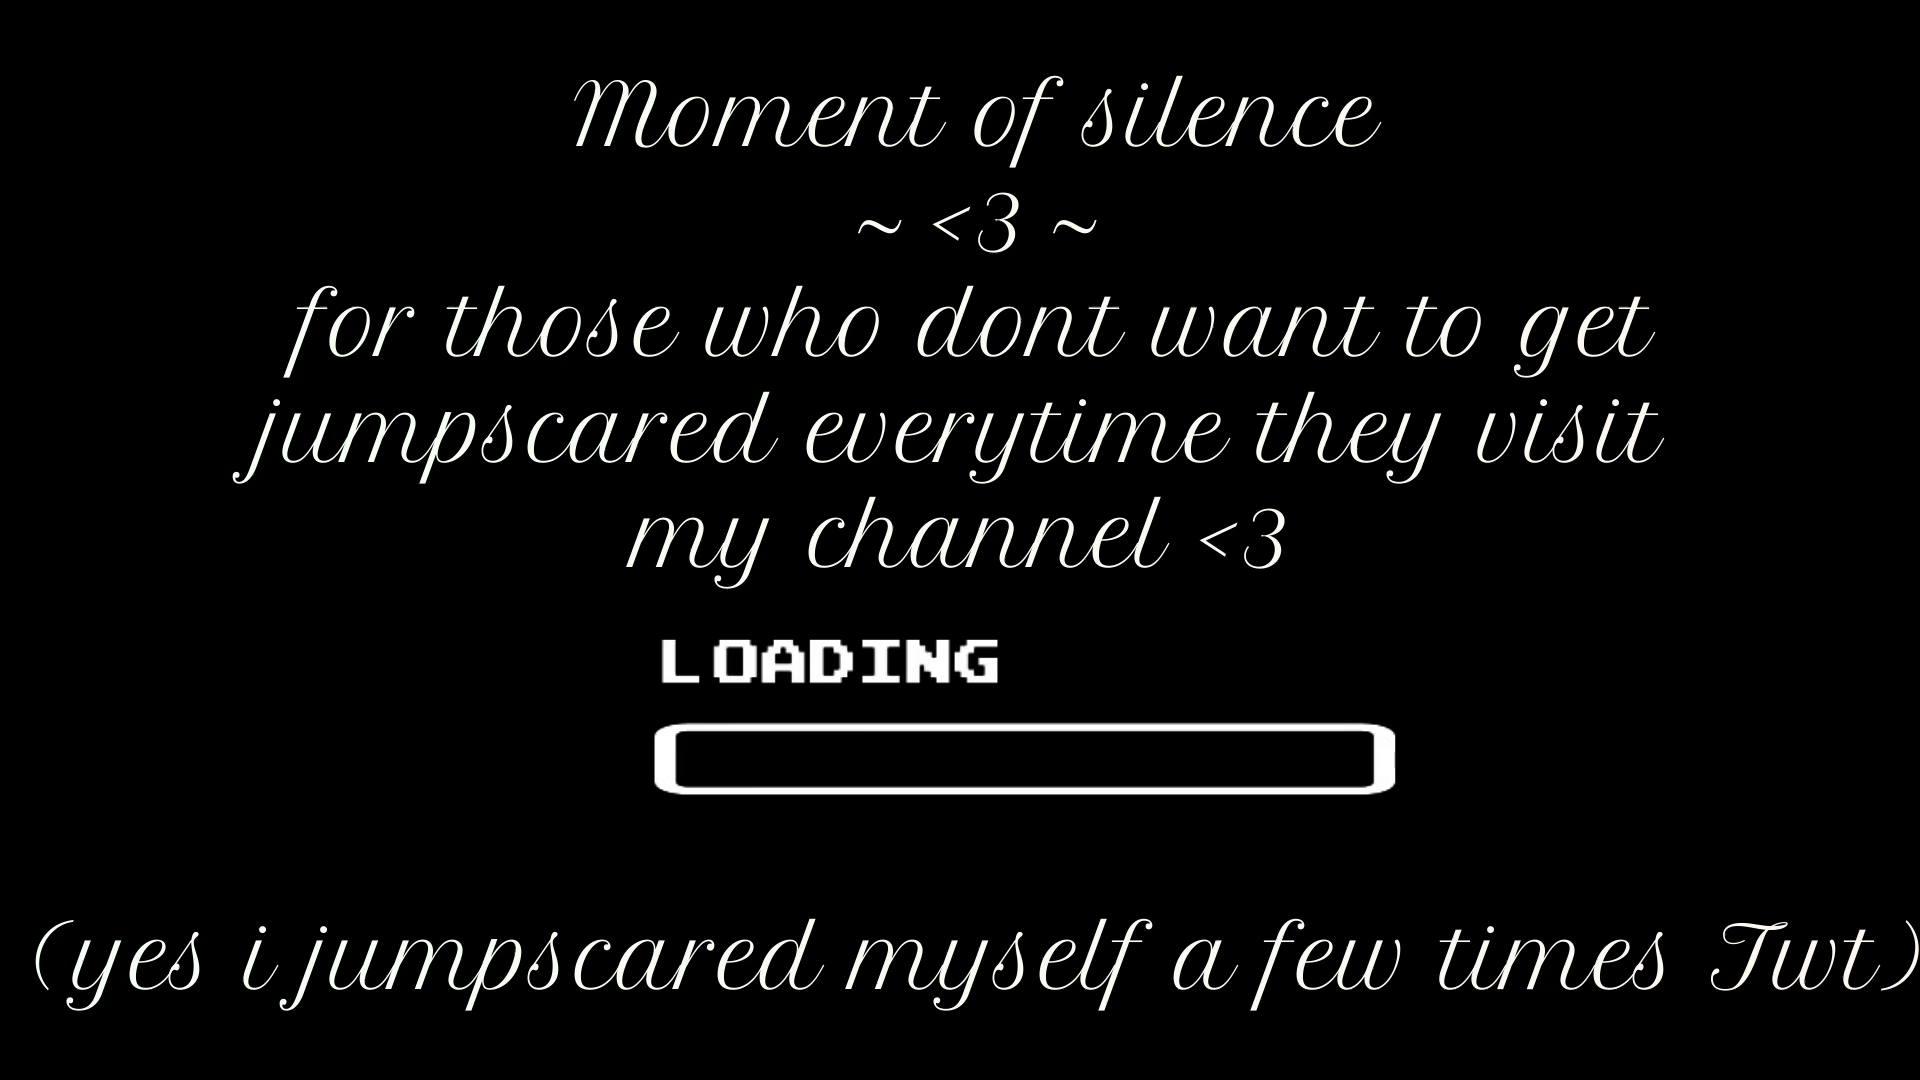 Moment of silence
~ <3 ~
for those who dont want to get
jumpscared everytime they visit
my channel <3
LOADING
(yes i jumpscared myself a few times Twt)